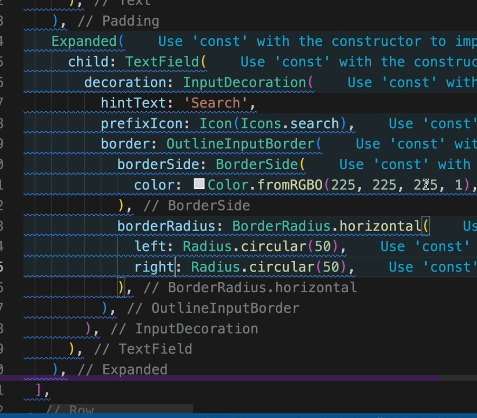 ), // Text
), // Padding
Expanded( Use 'const' with the constructor to imp
child: TextField( Use 'const' with the construc
decoration: InputDecoration( Use 'const' with
hintText: 'Search',
prefixIcon: Icon(Icons.search), Use 'const'
border: OutlineInputBorder( Use 'const' wit
borderSide: BorderSide( Use 'const' with
color: Color.fromRGBO(225, 225, 225, 1),
), // BorderSide
borderRadius: BorderRadius.horizontal( Us
left: Radius.circular(50), Use 'const'
right: Radius.circular(50), Use 'const'
), // BorderRadius.horizontal
), // OutlineInputBorder
), // InputDecoration
), // TextField
), // Expanded
],
// Row